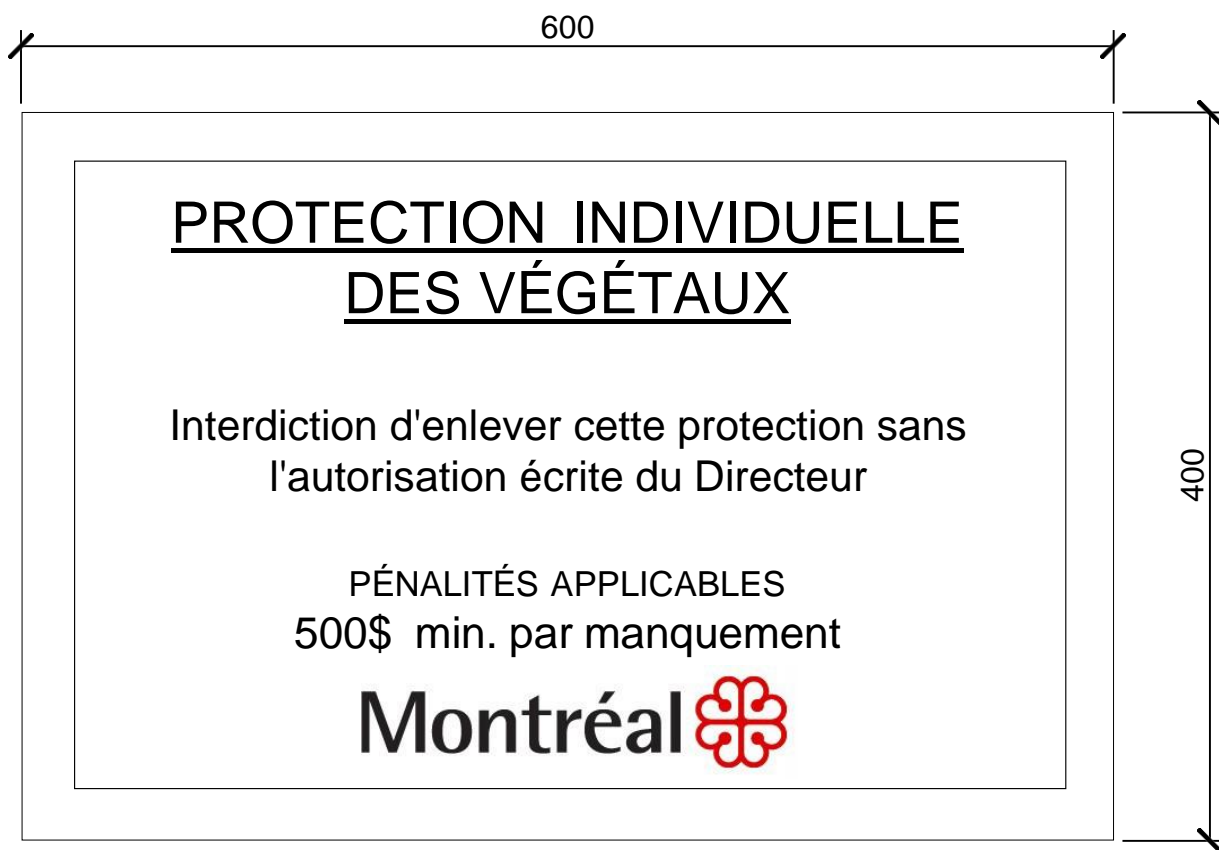 600
PROTECTION INDIVIDUELLE
DES VÉGÉTAUX
Interdiction d'enlever cette protection sans
l'autorisation écrite du Directeur
400
PÉNALITÉS APPLICABLES
500$ min. par manquement
Montréal